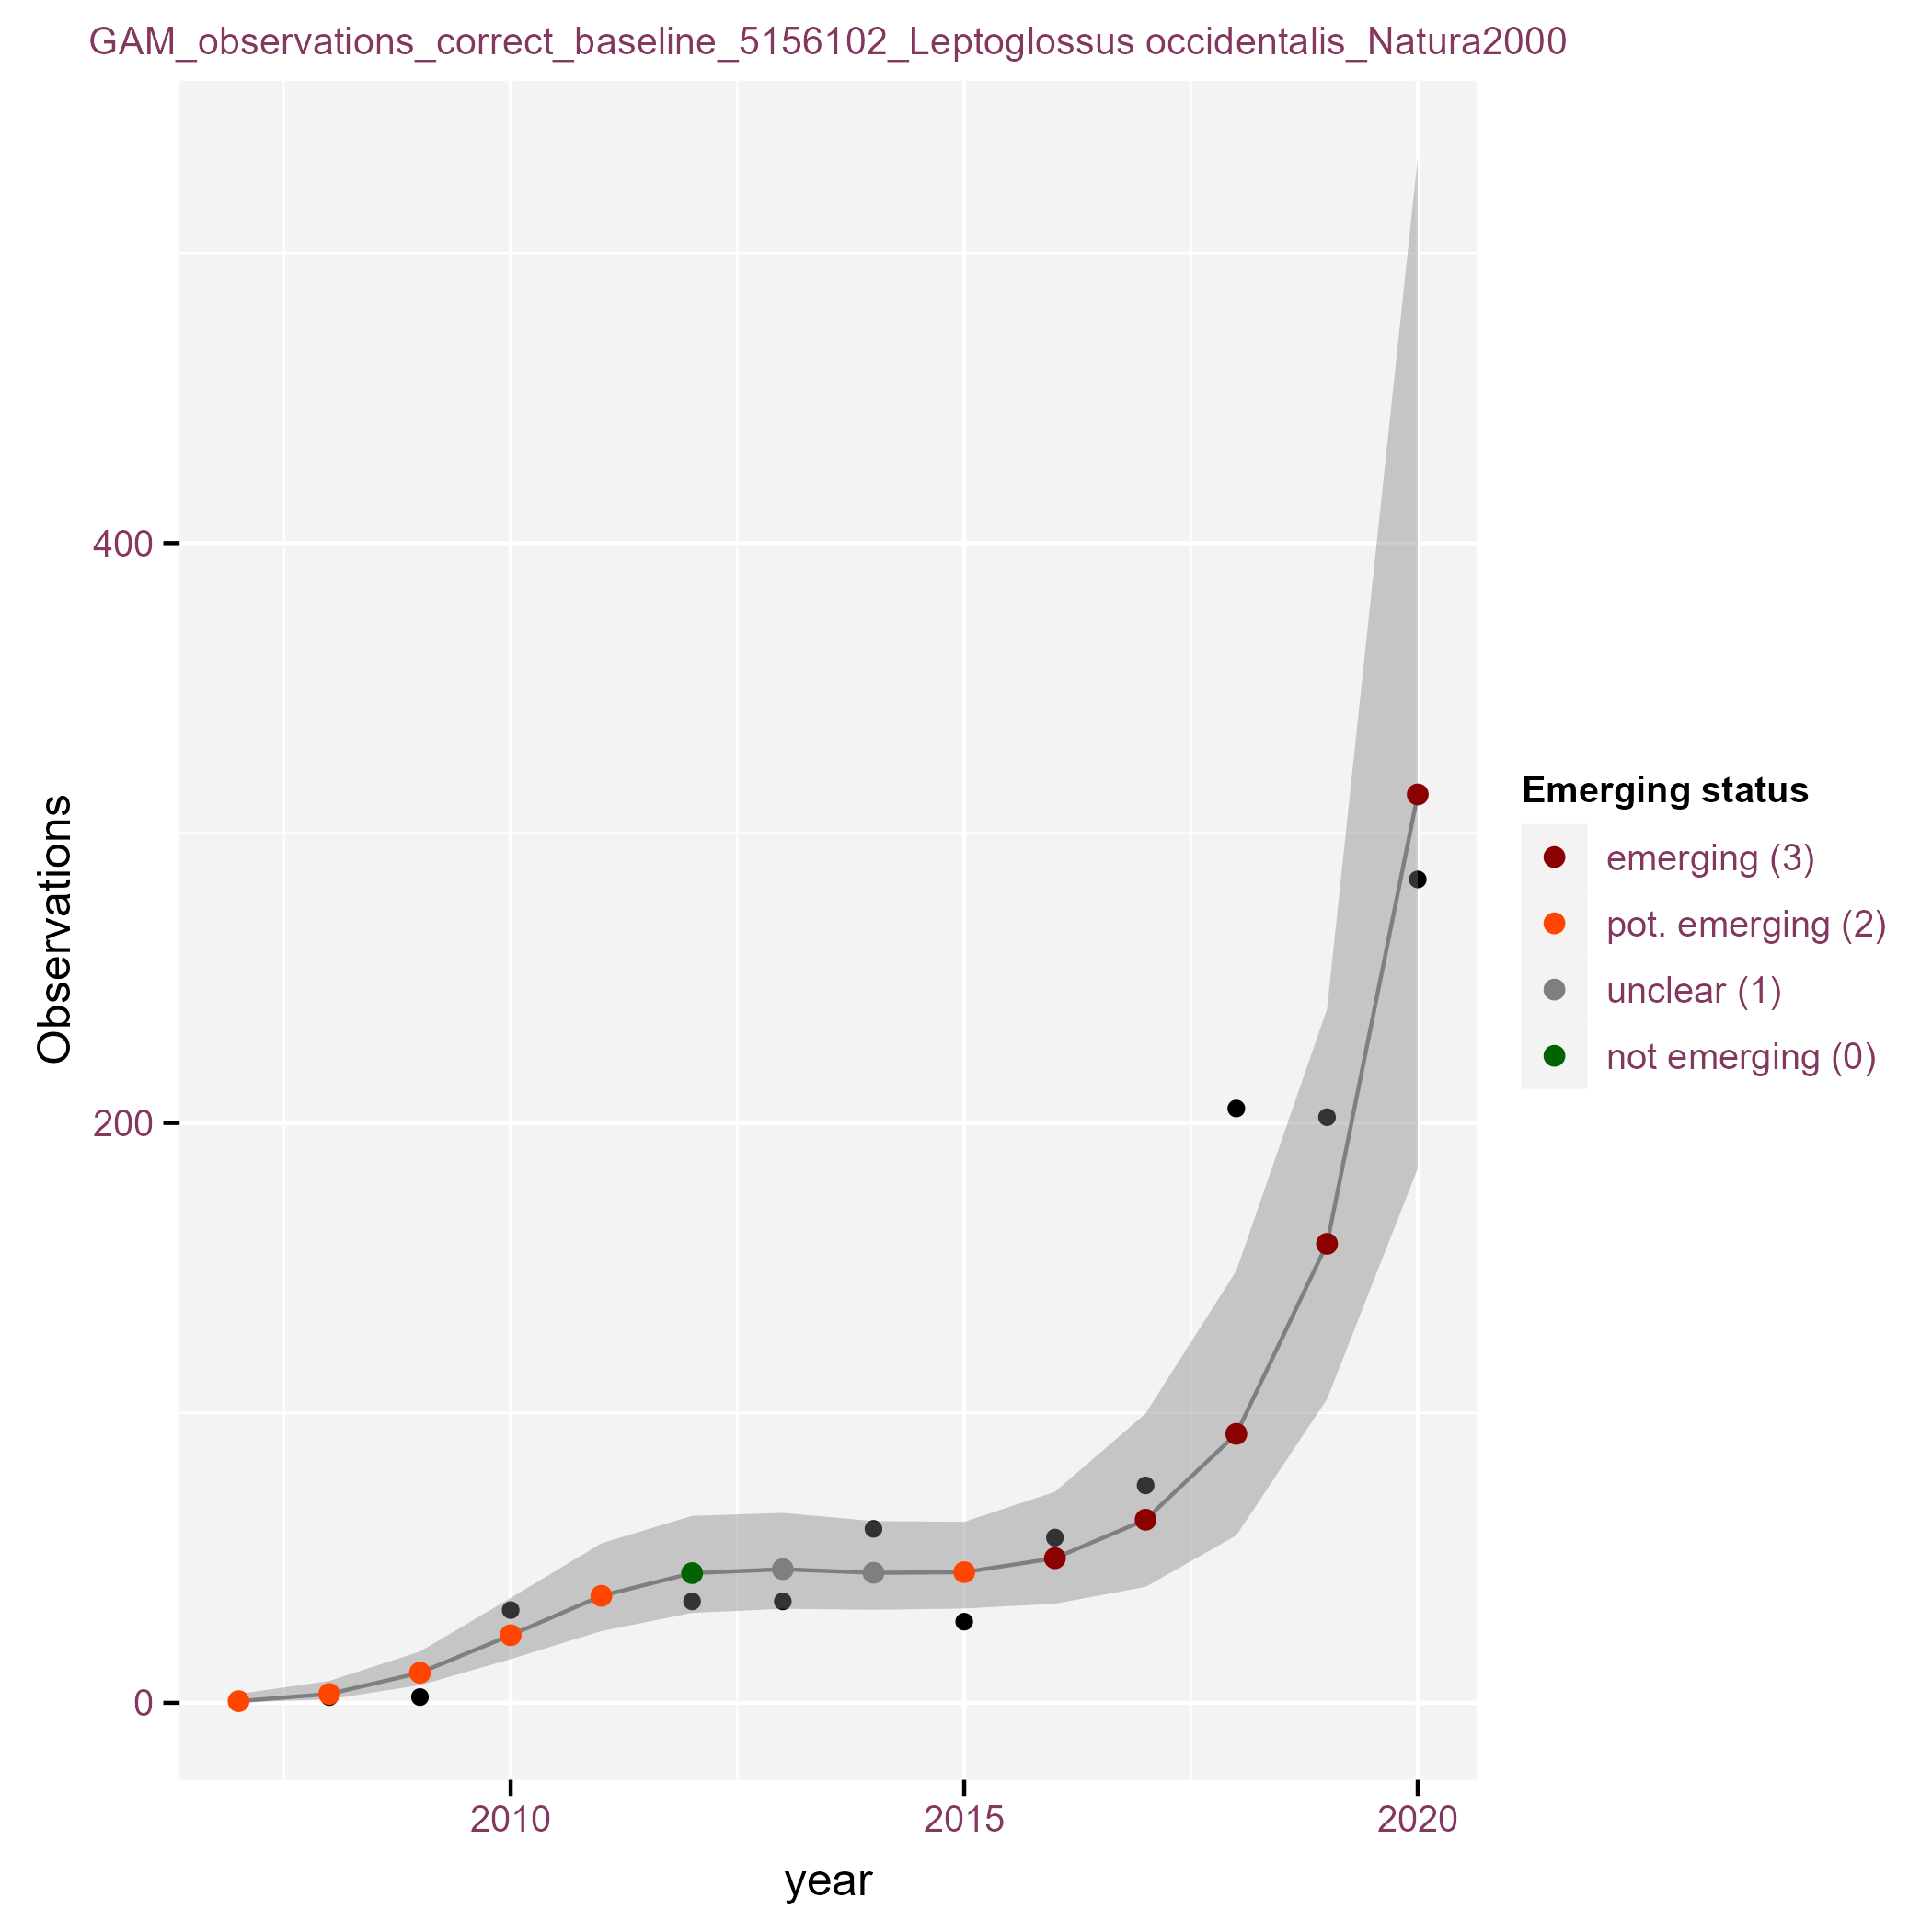 GAM_observations_correct_baseline_5156102_Leptoglossus occidentalis_Natura2000
Observations
400
200
0
2010
2015
2020
year
Emerging status
emerging (3)
pot. emerging (2)
unclear (1)
not emerging (0)